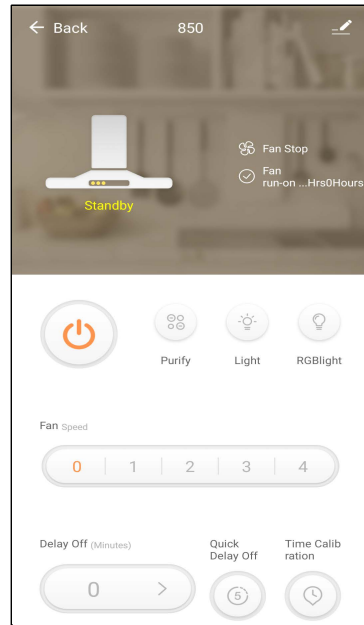 Back 850
Fan Stop
Fan
run-on ...Hrs0Hours
Standby
Purify Light RGBlight
Fan Speed
0 1 2 3 4
Delay Off (Minutes) Quick Delay Off Time Calib ration
0 5